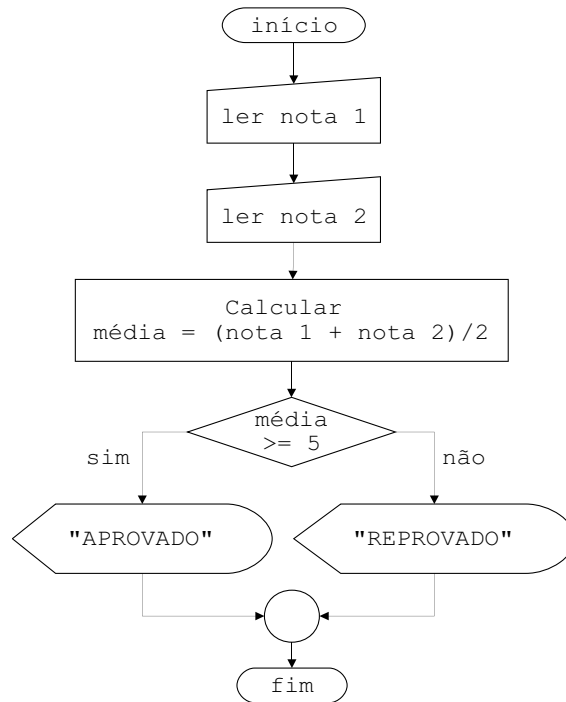 início
ler nota 1
ler nota 2
Calcular
média = (nota 1 + nota 2)/2
média
>= 5
sim
não
"APROVADO"
"REPROVADO"
fim